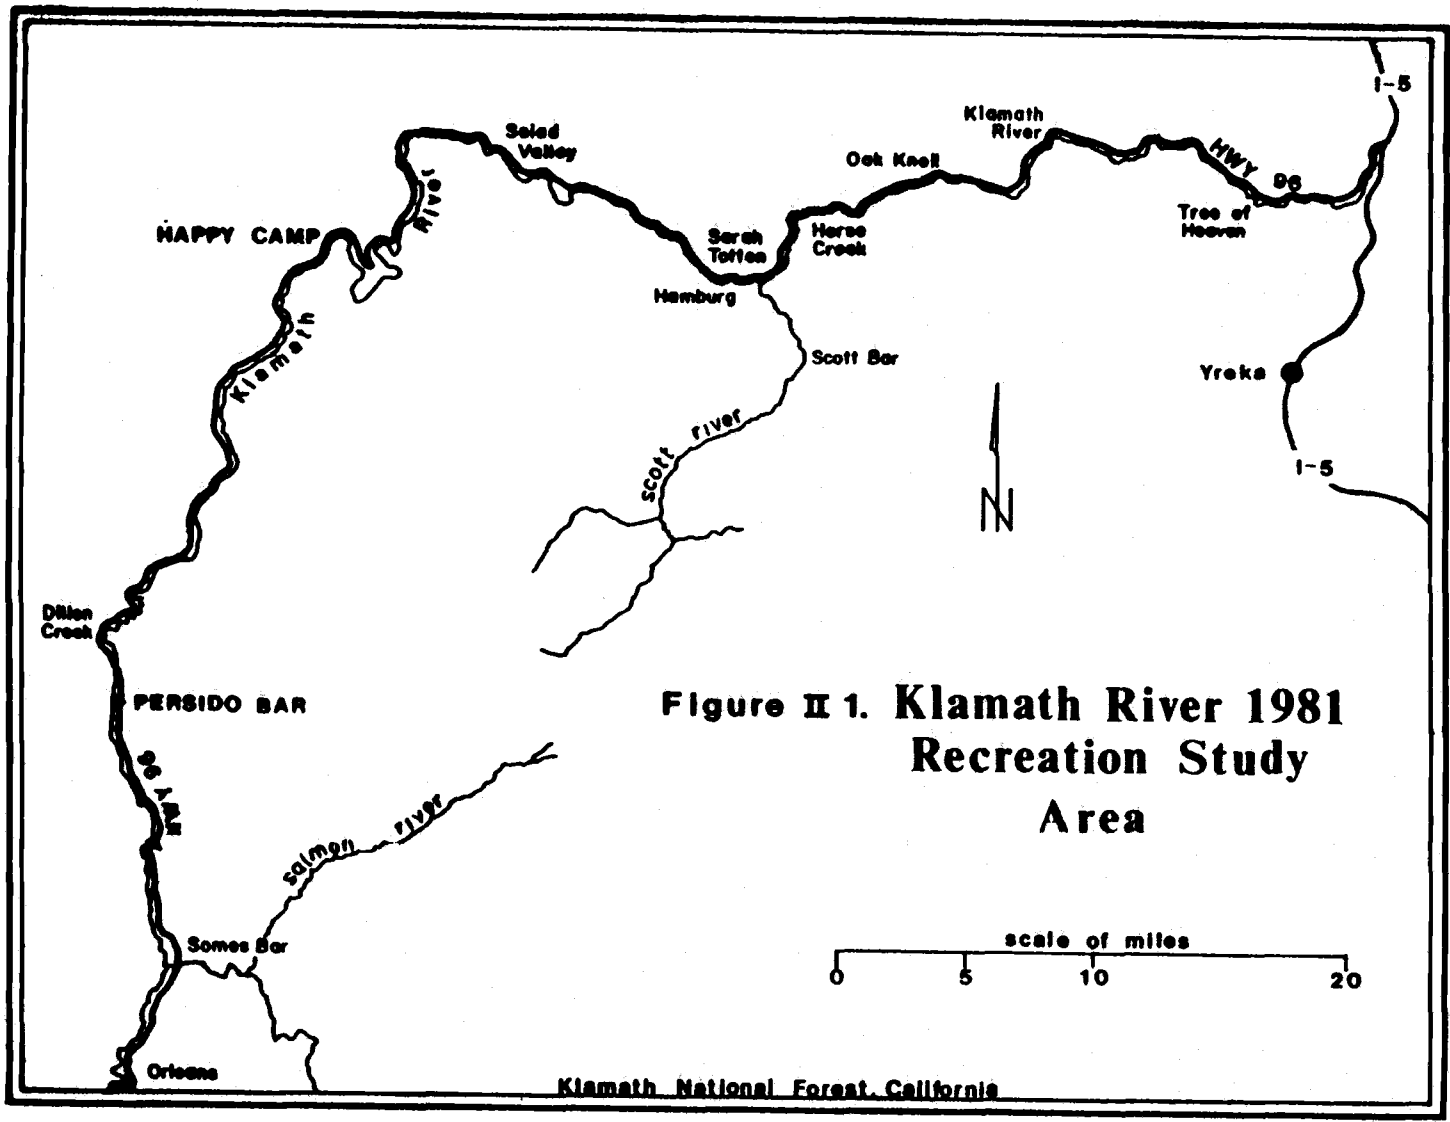 I-5
Klamath
River
Seiad
Valley
Oak Knoll
HWY 96
Tree of
Heaven
River
HAPPY CAMP
Sarah
Totten
Horse
Creek
Hamburg
Klamath
Scott Bar
Yreka
scott river
I-5
N
Dillon
Creek
PERSIDO BAR
Figure II 1. Klamath River 1981
Recreation Study
Area
HWY 96
salmon river
Somes Bar
scale of miles
0 5 10 20
Orleans
Klamath National Forest, California